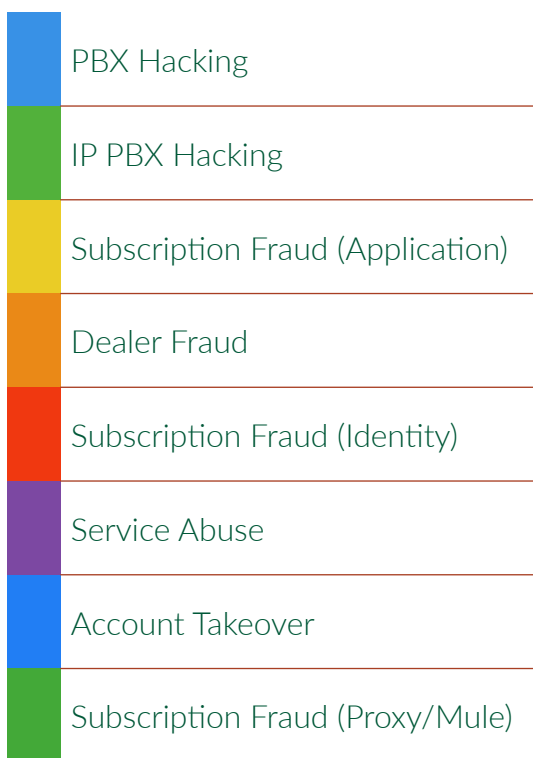 PBX Hacking
IP PBX Hacking
Subscription Fraud (Application)
Dealer Fraud
Subscription Fraud (Identity)
Service Abuse
Account Takeover
Subscription Fraud (Proxy/Mule)